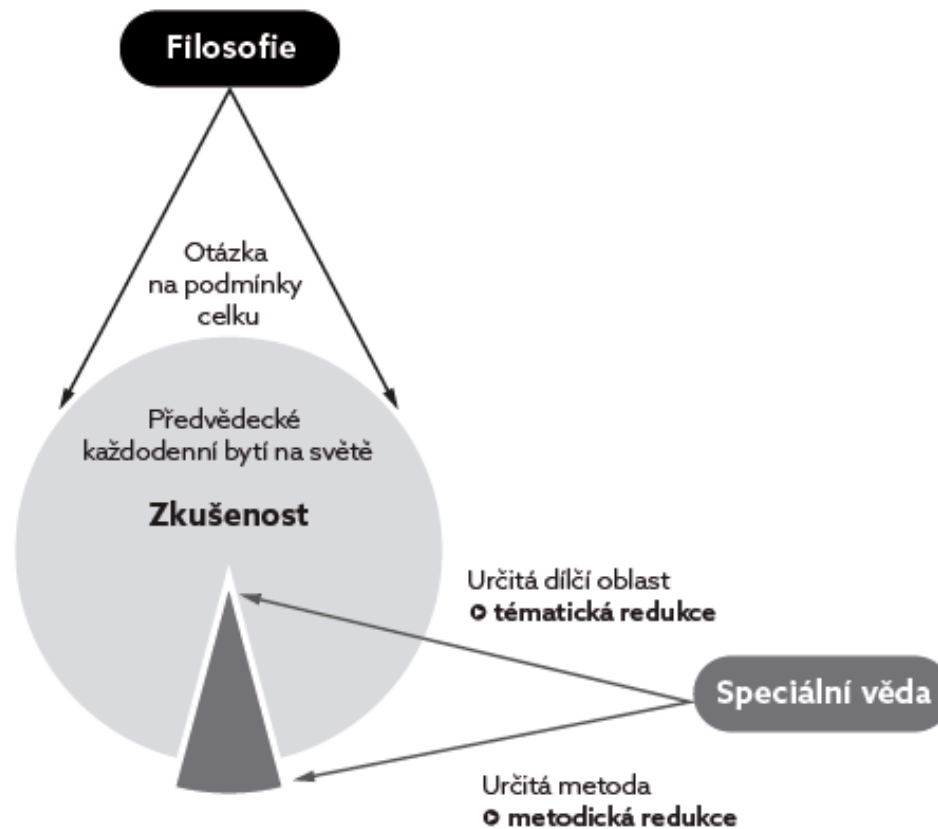 Filosofie
Otázka
na podmínky
celku
Předvědecké
každodenní bytí na světě
Zkušenost
Určitá dílčí oblast
tématická redukce
Speciální věda
Určitá metoda
metodická redukce